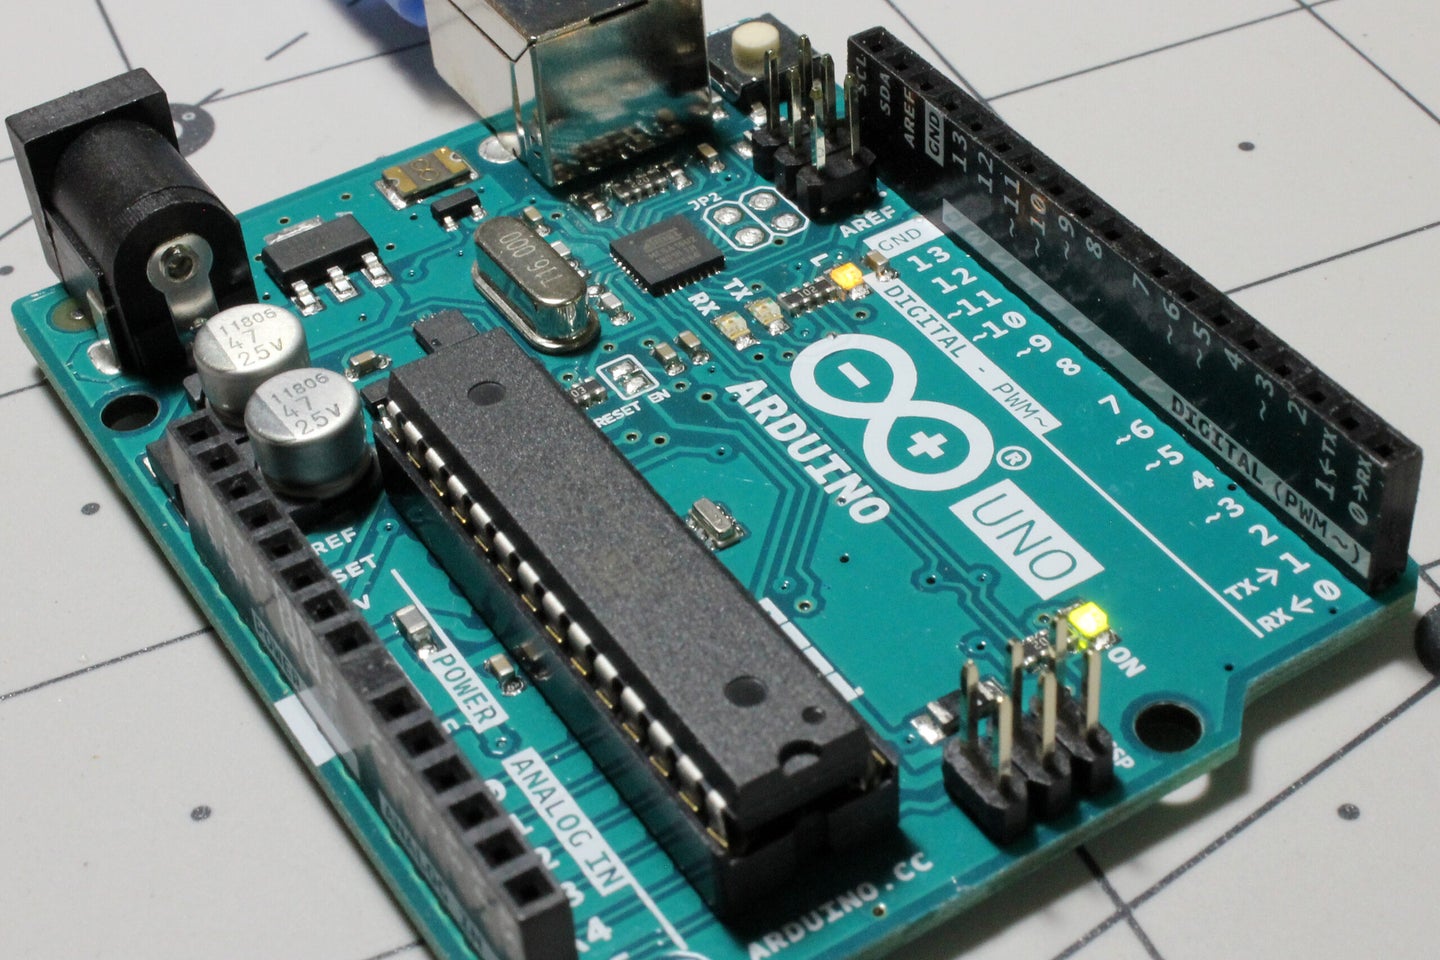 SCL
SDA
AREF
GND
13
12
~11
~10
~9
8
7
~6
~5
4
~3
2
1←TX
0→RX
DIGITAL (PWM~)
AREF
GND
13
12
~11
~10
~9
8
7
~6
~5
4
~3
2
TX→1
RX←0
DIGITAL - PWM~
JP2
L
TX
RX
RESET EN
T16.000
11806
47
25V
11806
47
25V
ARDUINO
®
UNO
ON
POWER
ANALOG IN
ARDUINO.CC